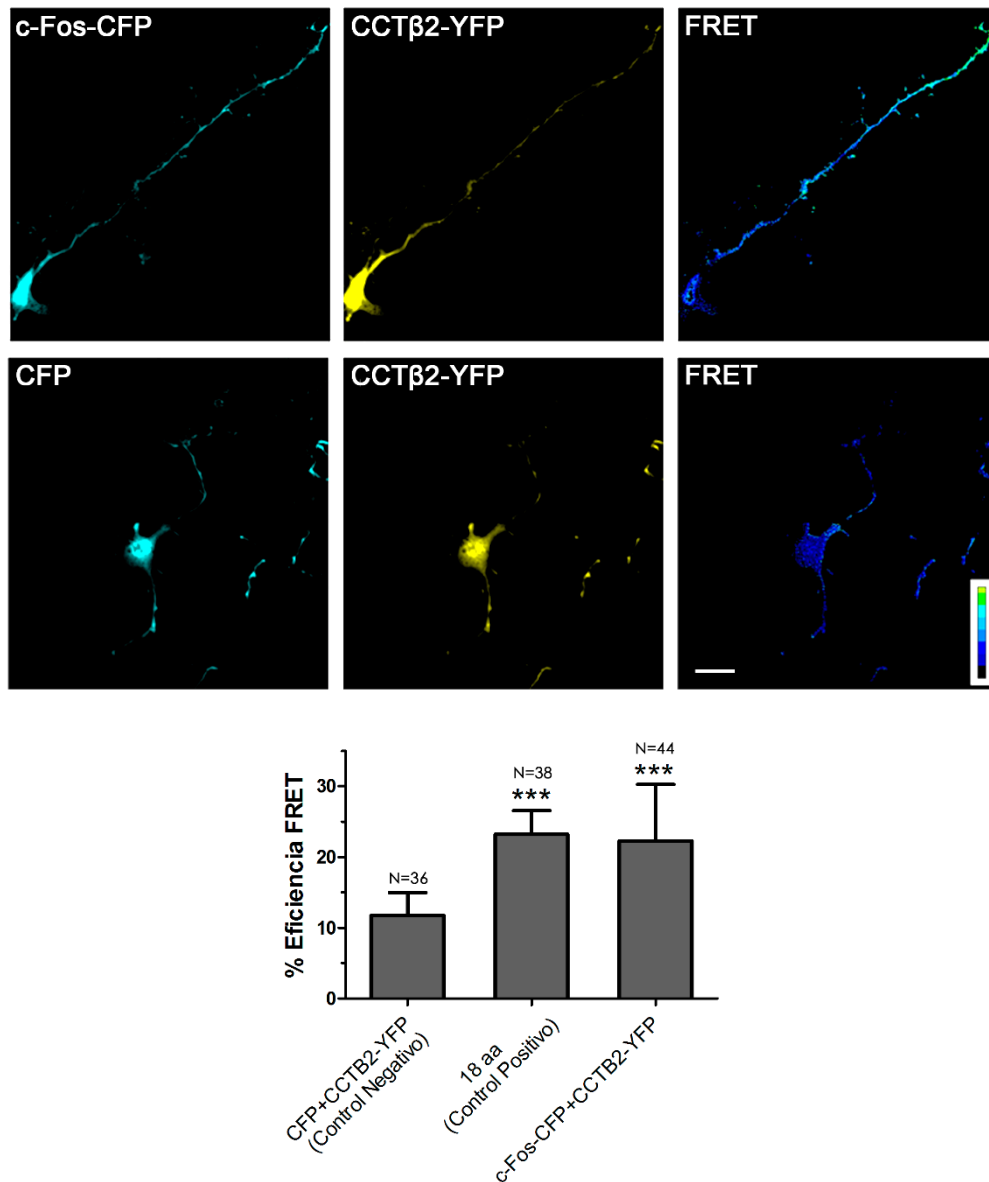 c-Fos-CFP
CCTβ2-YFP
FRET
CFP
CCTβ2-YFP
FRET
% Eficiencia FRET
30
20
10
0
N=36
N=38
***
N=44
***
CFP+CCTB2-YFP
(Control Negativo)
18 aa
(Control Positivo)
c-Fos-CFP+CCTB2-YFP